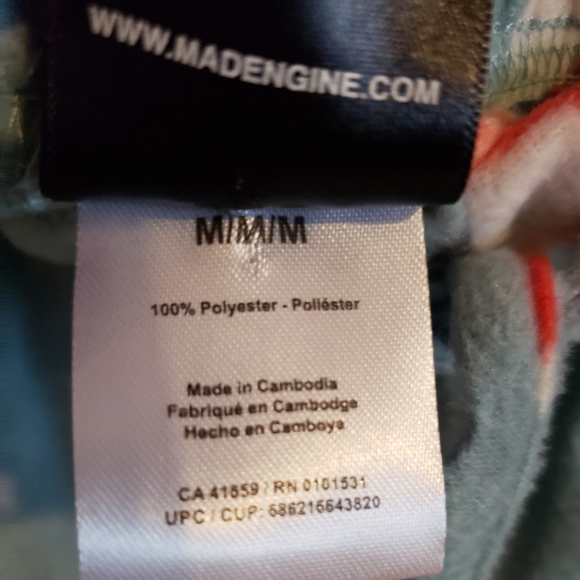 WWW.MADENGINE.COM
M/M/M
100% Polyester - Poliéster
Made in Cambodia
Fabriqué en Cambodge
Hecho en Camboya
CA 41559 / RN 0101531
UPC / CUP: 686216643820